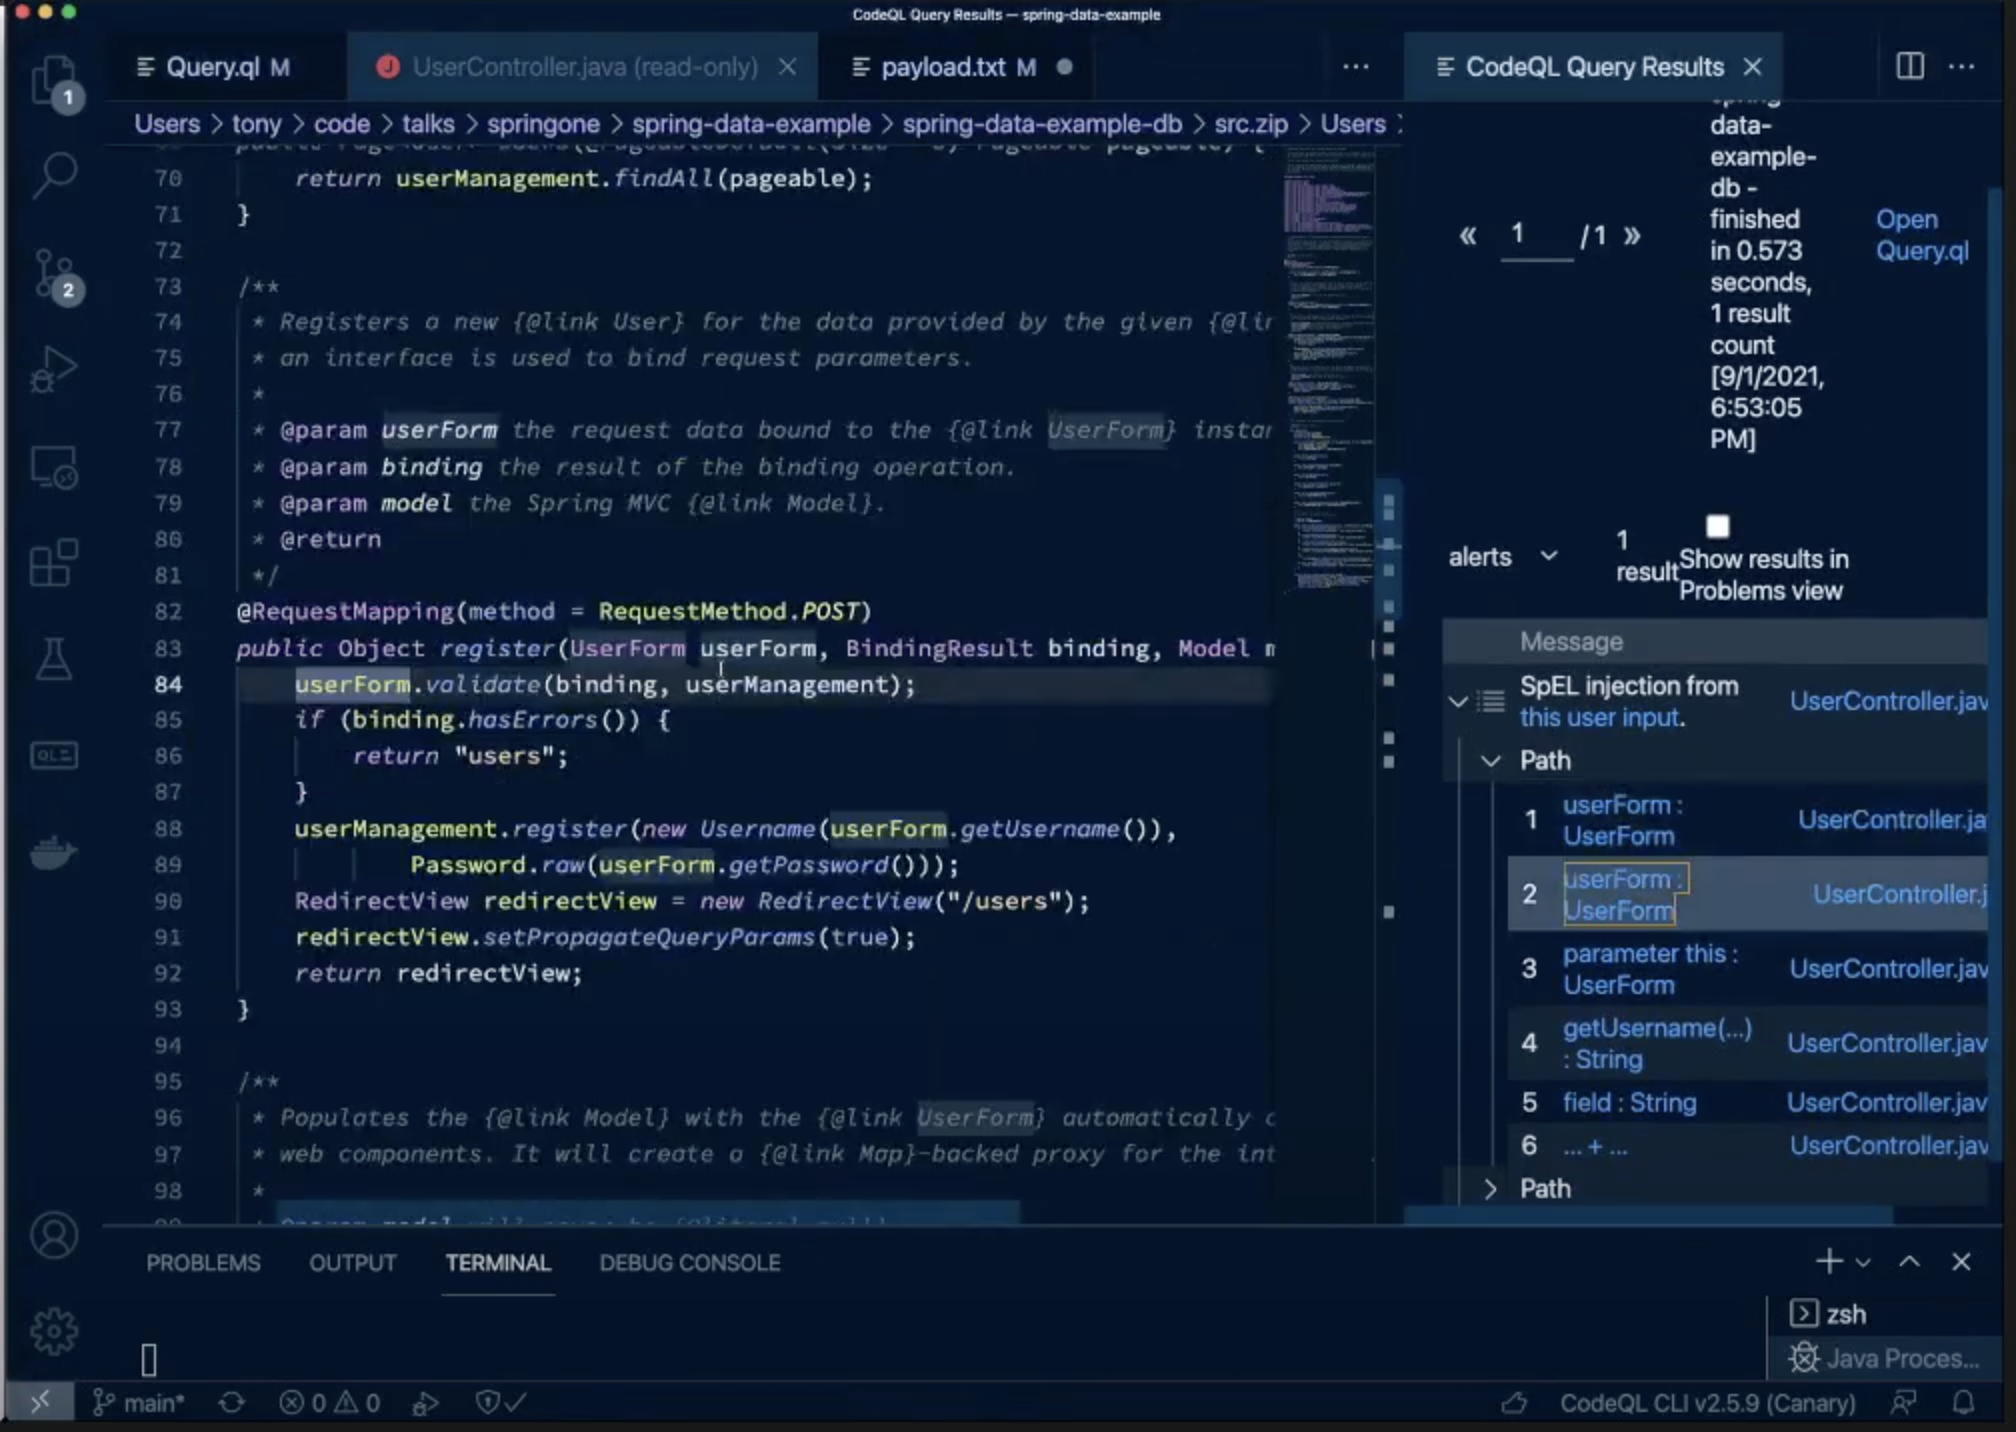 CodeQL Query Results — spring-data-example
1
2
Query.ql M
UserController.java (read-only)
payload.txt M
CodeQL Query Results
Users > tony > code > talks > springone > spring-data-example > spring-data-example-db > src.zip > Users
70 return userManagement.findAll(pageable);
71 }
72
73 /**
74 * Registers a new {@link User} for the data provided by the given {@lin
75 * an interface is used to bind request parameters.
76 *
77 * @param userForm the request data bound to the {@link UserForm} instan
78 * @param binding the result of the binding operation.
79 * @param model the Spring MVC {@link Model}.
80 * @return
81 */
82 @RequestMapping(method = RequestMethod.POST)
83 public Object register(UserForm userForm, BindingResult binding, Model m
84 userForm.validate(binding, userManagement);
85 if (binding.hasErrors()) {
86 return "users";
87 }
88 userManagement.register(new Username(userForm.getUsername()),
89 Password.raw(userForm.getPassword()));
90 RedirectView redirectView = new RedirectView("/users");
91 redirectView.setPropagateQueryParams(true);
92 return redirectView;
93 }
94
95 /**
96 * Populates the {@link Model} with the {@link UserForm} automatically
97 * web components. It will create a {@link Map}-backed proxy for the int
98 *
« 1 / 1 »
data-
example-
db -
finished
in 0.573
seconds,
1 result
count
[9/1/2021,
6:53:05
PM]
Open
Query.ql
alerts
1
result
Show results in
Problems view
Message
SpEL injection from
this user input.
UserController.jav
Path
1 userForm :
UserForm
UserController.ja
2 userForm :
UserForm
UserController.j
3 parameter this :
UserForm
UserController.jav
4 getUsername(...)
: String
UserController.jav
5 field : String UserController.jav
6 ... + ... UserController.jav
Path
PROBLEMS OUTPUT TERMINAL DEBUG CONSOLE
zsh
Java Proces...
main* 0 0
CodeQL CLI v2.5.9 (Canary)